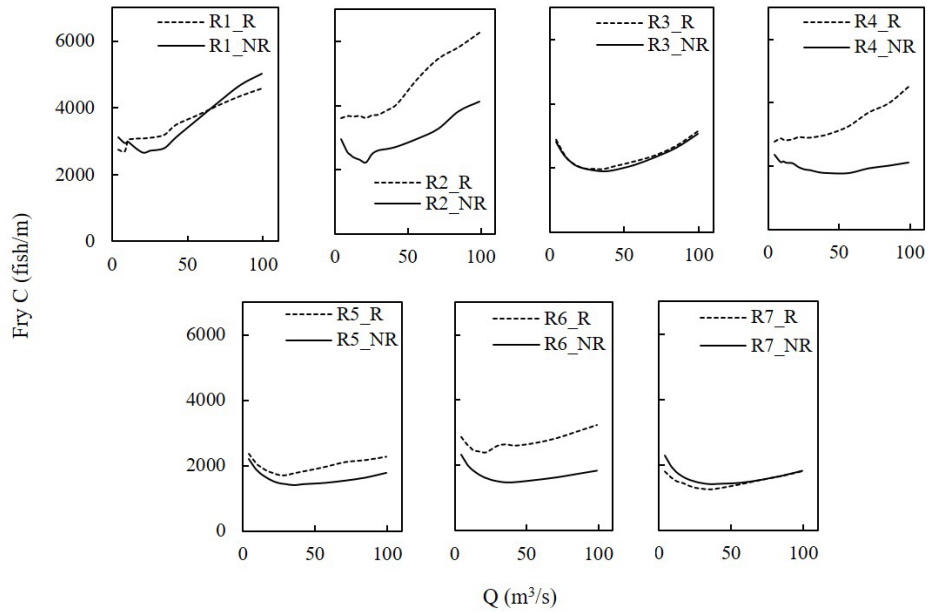 R1_R
R1_NR
6000
4000
2000
0
0 50 100
R2_R
R2_NR
0 50 100
R3_R
R3_NR
0 50 100
R4_R
R4_NR
0 50 100
Fry C (fish/m)
R5_R
R5_NR
6000
4000
2000
0
0 50 100
R6_R
R6_NR
0 50 100
R7_R
R7_NR
0 50 100
Q (m³/s)